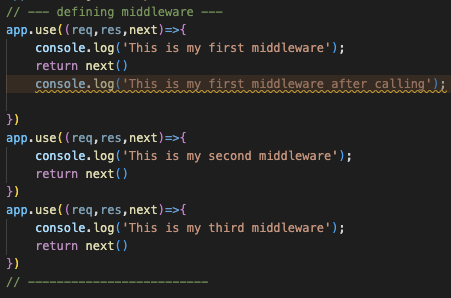 // --- defining middleware ---
app.use((req,res,next)=>{
    console.log('This is my first middleware');
    return next()
    console.log('This is my first middleware after calling');
})
app.use((req,res,next)=>{
    console.log('This is my second middleware');
    return next()
})
app.use((req,res,next)=>{
    console.log('This is my third middleware');
    return next()
})
// -------------------------